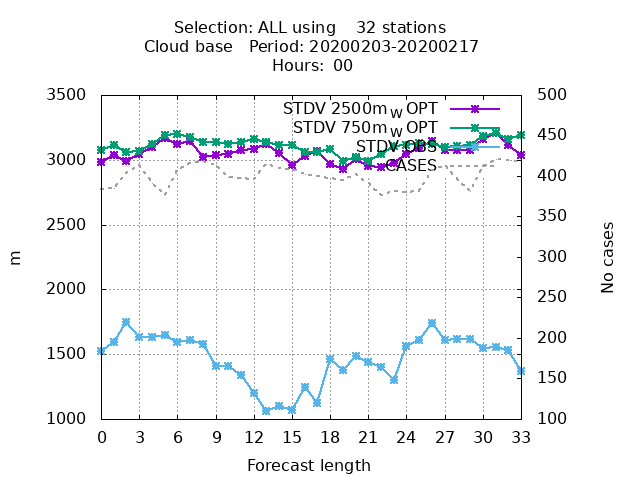 Selection: ALL using    32 stations
Cloud base   Period: 20200203-20200217
Hours:  00
STDV 2500m_W OPT
STDV 750m_W OPT
STDV OBS
CASES
3500
3000
2500
2000
1500
1000
m
500
450
400
350
300
250
200
150
100
No cases
0 3 6 9 12 15 18 21 24 27 30 33
Forecast length